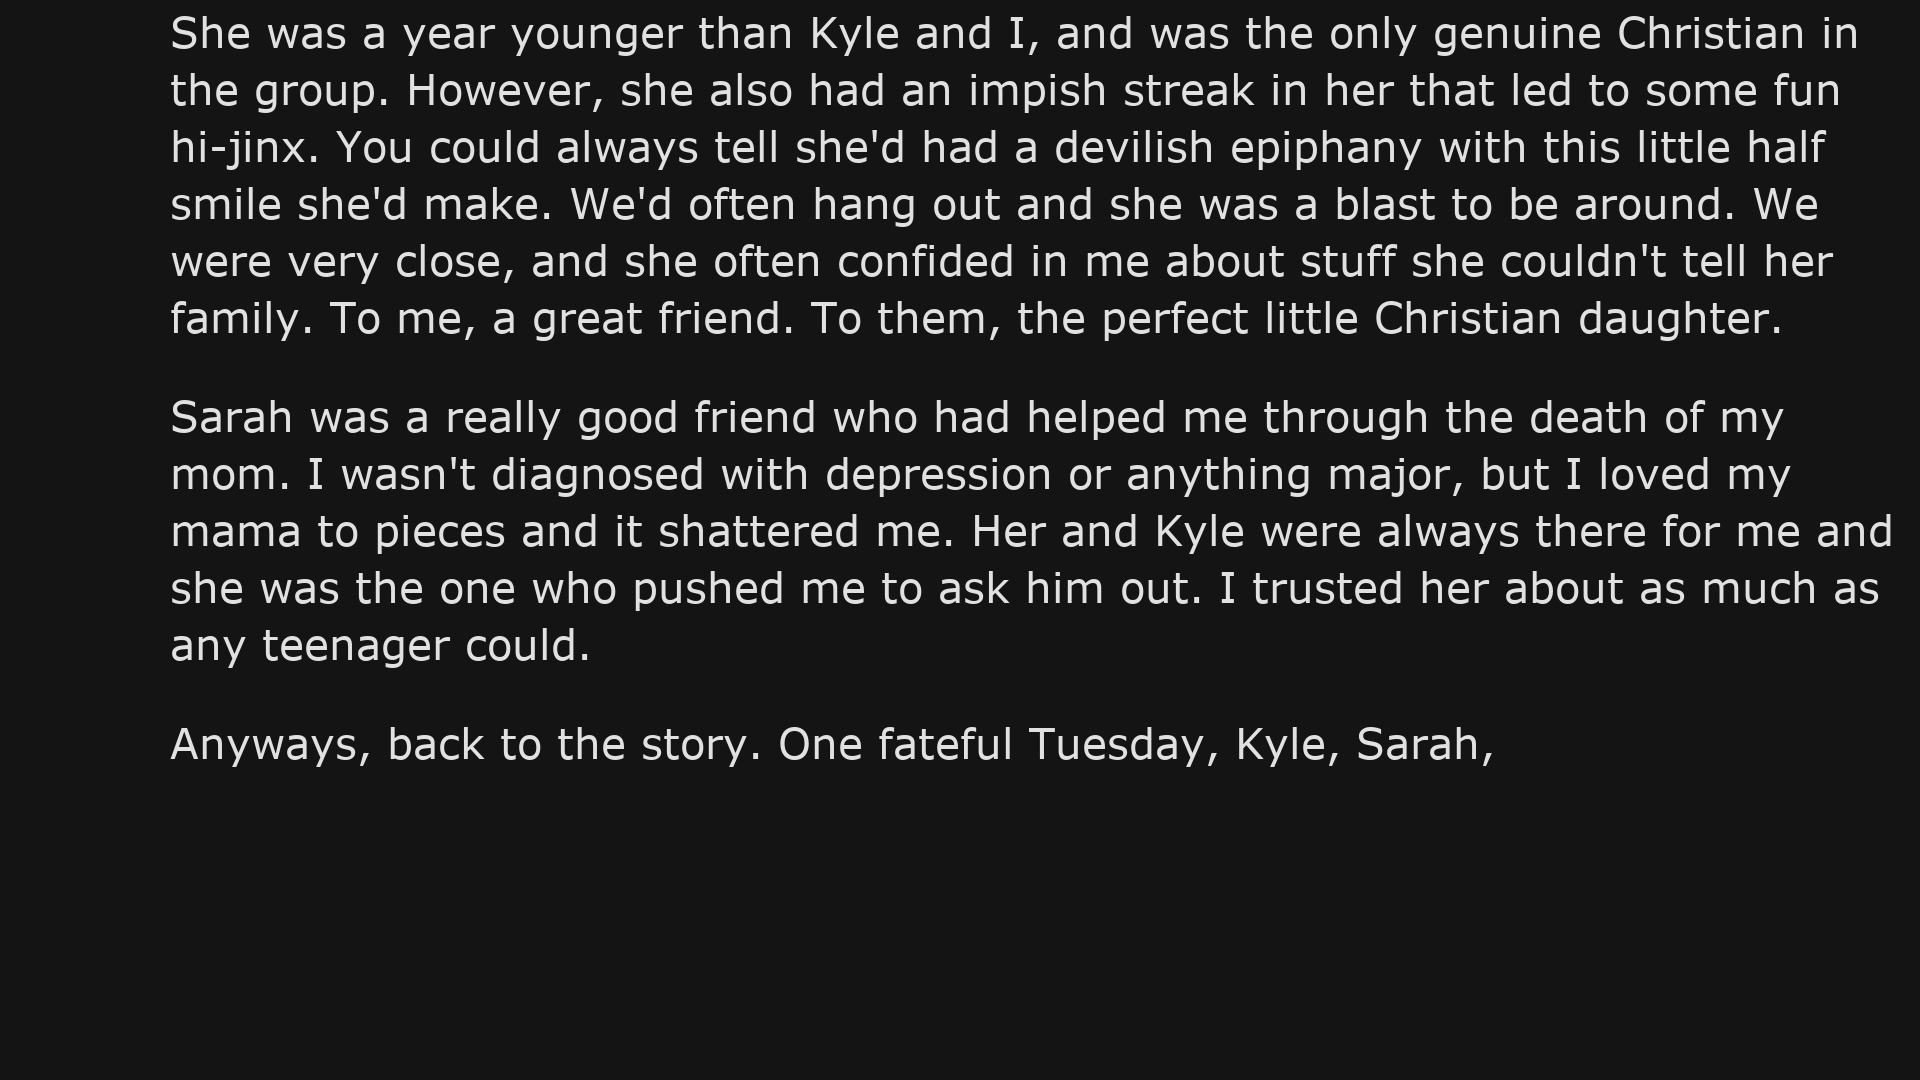 She was a year younger than Kyle and I, and was the only genuine Christian in
the group. However, she also had an impish streak in her that led to some fun
hi-jinx. You could always tell she'd had a devilish epiphany with this little half
smile she'd make. We'd often hang out and she was a blast to be around. We
were very close, and she often confided in me about stuff she couldn't tell her
family. To me, a great friend. To them, the perfect little Christian daughter.
Sarah was a really good friend who had helped me through the death of my
mom. I wasn't diagnosed with depression or anything major, but I loved my
mama to pieces and it shattered me. Her and Kyle were always there for me and
she was the one who pushed me to ask him out. I trusted her about as much as
any teenager could.
Anyways, back to the story. One fateful Tuesday, Kyle, Sarah,